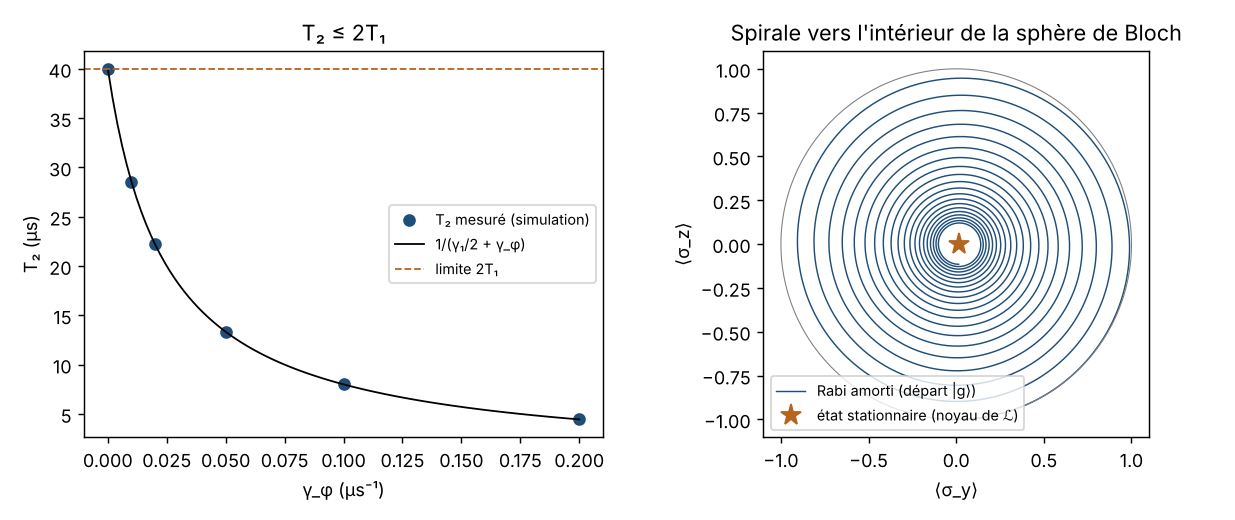 T₂ ≤ 2T₁
T₂ (µs)
40
35
30
25
20
15
10
5
T₂ mesuré (simulation)
1/(γ₁/2 + γ_φ)
limite 2T₁
0.000 0.025 0.050 0.075 0.100 0.125 0.150 0.175 0.200
γ_φ (µs⁻¹)
Spirale vers l'intérieur de la sphère de Bloch
⟨σ_z⟩
1.00
0.75
0.50
0.25
0.00
−0.25
−0.50
−0.75
−1.00
Rabi amorti (départ |g⟩)
état stationnaire (noyau de ℒ)
−1.0 −0.5 0.0 0.5 1.0
⟨σ_y⟩